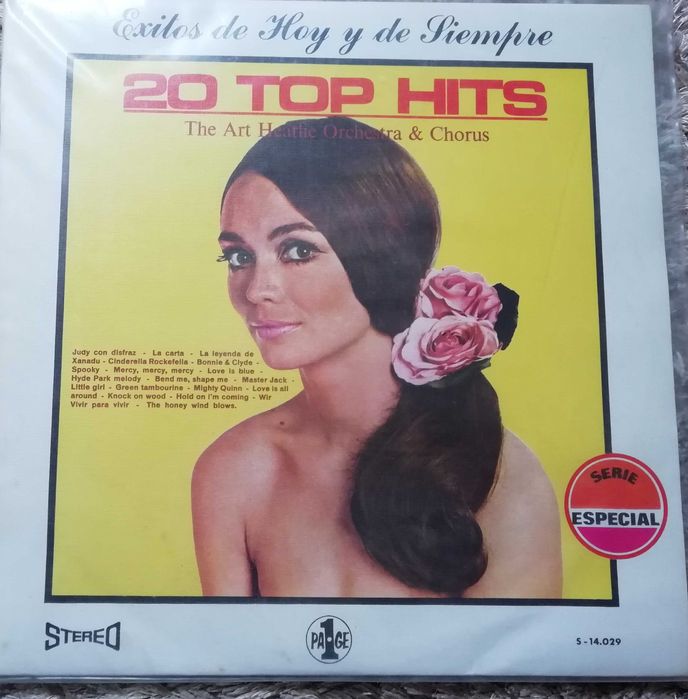 Exitos de Hoy y de Siempre
20 TOP HITS
The Art Heatlie Orchestra & Chorus
Judy con disfraz - La carta - La leyenda de
Xanadu - Cinderella Rockefella - Bonnie & Clyde -
Spooky - Mercy, mercy, mercy - Love is blue -
Hyde Park melody - Bend me, shape me - Master Jack -
Little girl - Green tambourine - Mighty Quinn - Love is all
around - Knock on wood - Hold on I'm coming - Wir
Vivir para vivir - The honey wind blows.
SERIE
ESPECIAL
STEREO
PAGE 1
S-14.029